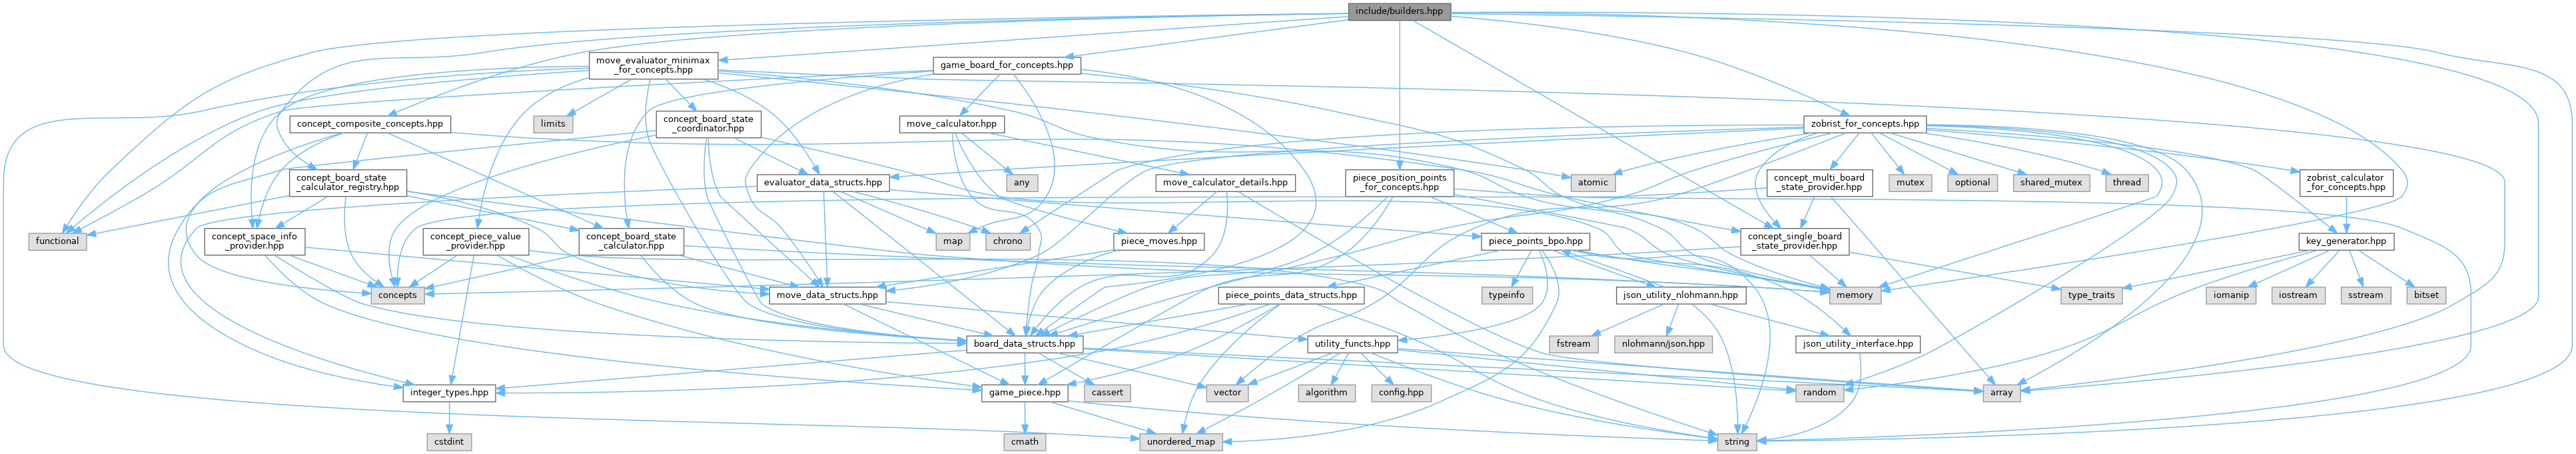 include/builders.hpp
move_evaluator_minimax
_for_concepts.hpp
game_board_for_concepts.hpp
concept_composite_concepts.hpp
limits
concept_board_state
_coordinator.hpp
move_calculator.hpp
zobrist_for_concepts.hpp
concept_board_state
_calculator_registry.hpp
evaluator_data_structs.hpp
any
move_calculator_details.hpp
piece_position_points
_for_concepts.hpp
atomic
concept_multi_board
_state_provider.hpp
mutex
optional
shared_mutex
thread
zobrist_calculator
_for_concepts.hpp
functional
concept_space_info
_provider.hpp
concept_piece_value
_provider.hpp
concept_board_state
_calculator.hpp
map
chrono
piece_moves.hpp
piece_points_bpo.hpp
concept_single_board
_state_provider.hpp
key_generator.hpp
concepts
move_data_structs.hpp
piece_points_data_structs.hpp
typeinfo
json_utility_nlohmann.hpp
memory
type_traits
iomanip
iostream
sstream
bitset
board_data_structs.hpp
utility_functs.hpp
fstream
nlohmann/json.hpp
json_utility_interface.hpp
integer_types.hpp
game_piece.hpp
cassert
vector
algorithm
config.hpp
random
array
cstdint
cmath
unordered_map
string